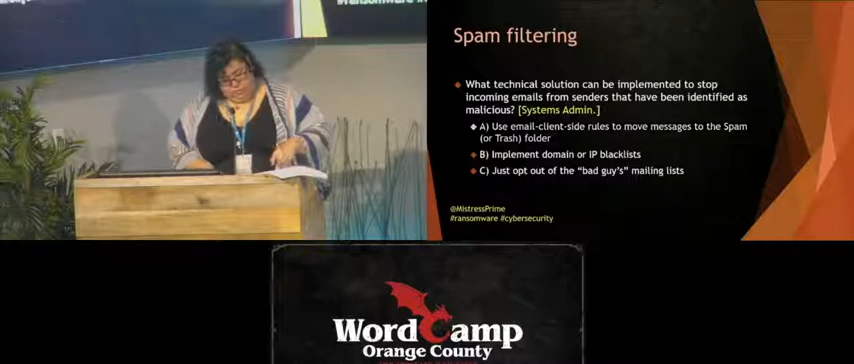 #ransomware
Spam filtering
What technical solution can be implemented to stop
incoming emails from senders that have been identified as
malicious? [Systems Admin.]
A) Use email-client-side rules to move messages to the Spam
(or Trash) folder
B) Implement domain or IP blacklists
C) Just opt out of the “bad guy’s” mailing lists
@MistressPrime
#ransomware #cybersecurity
WordCamp
Orange County